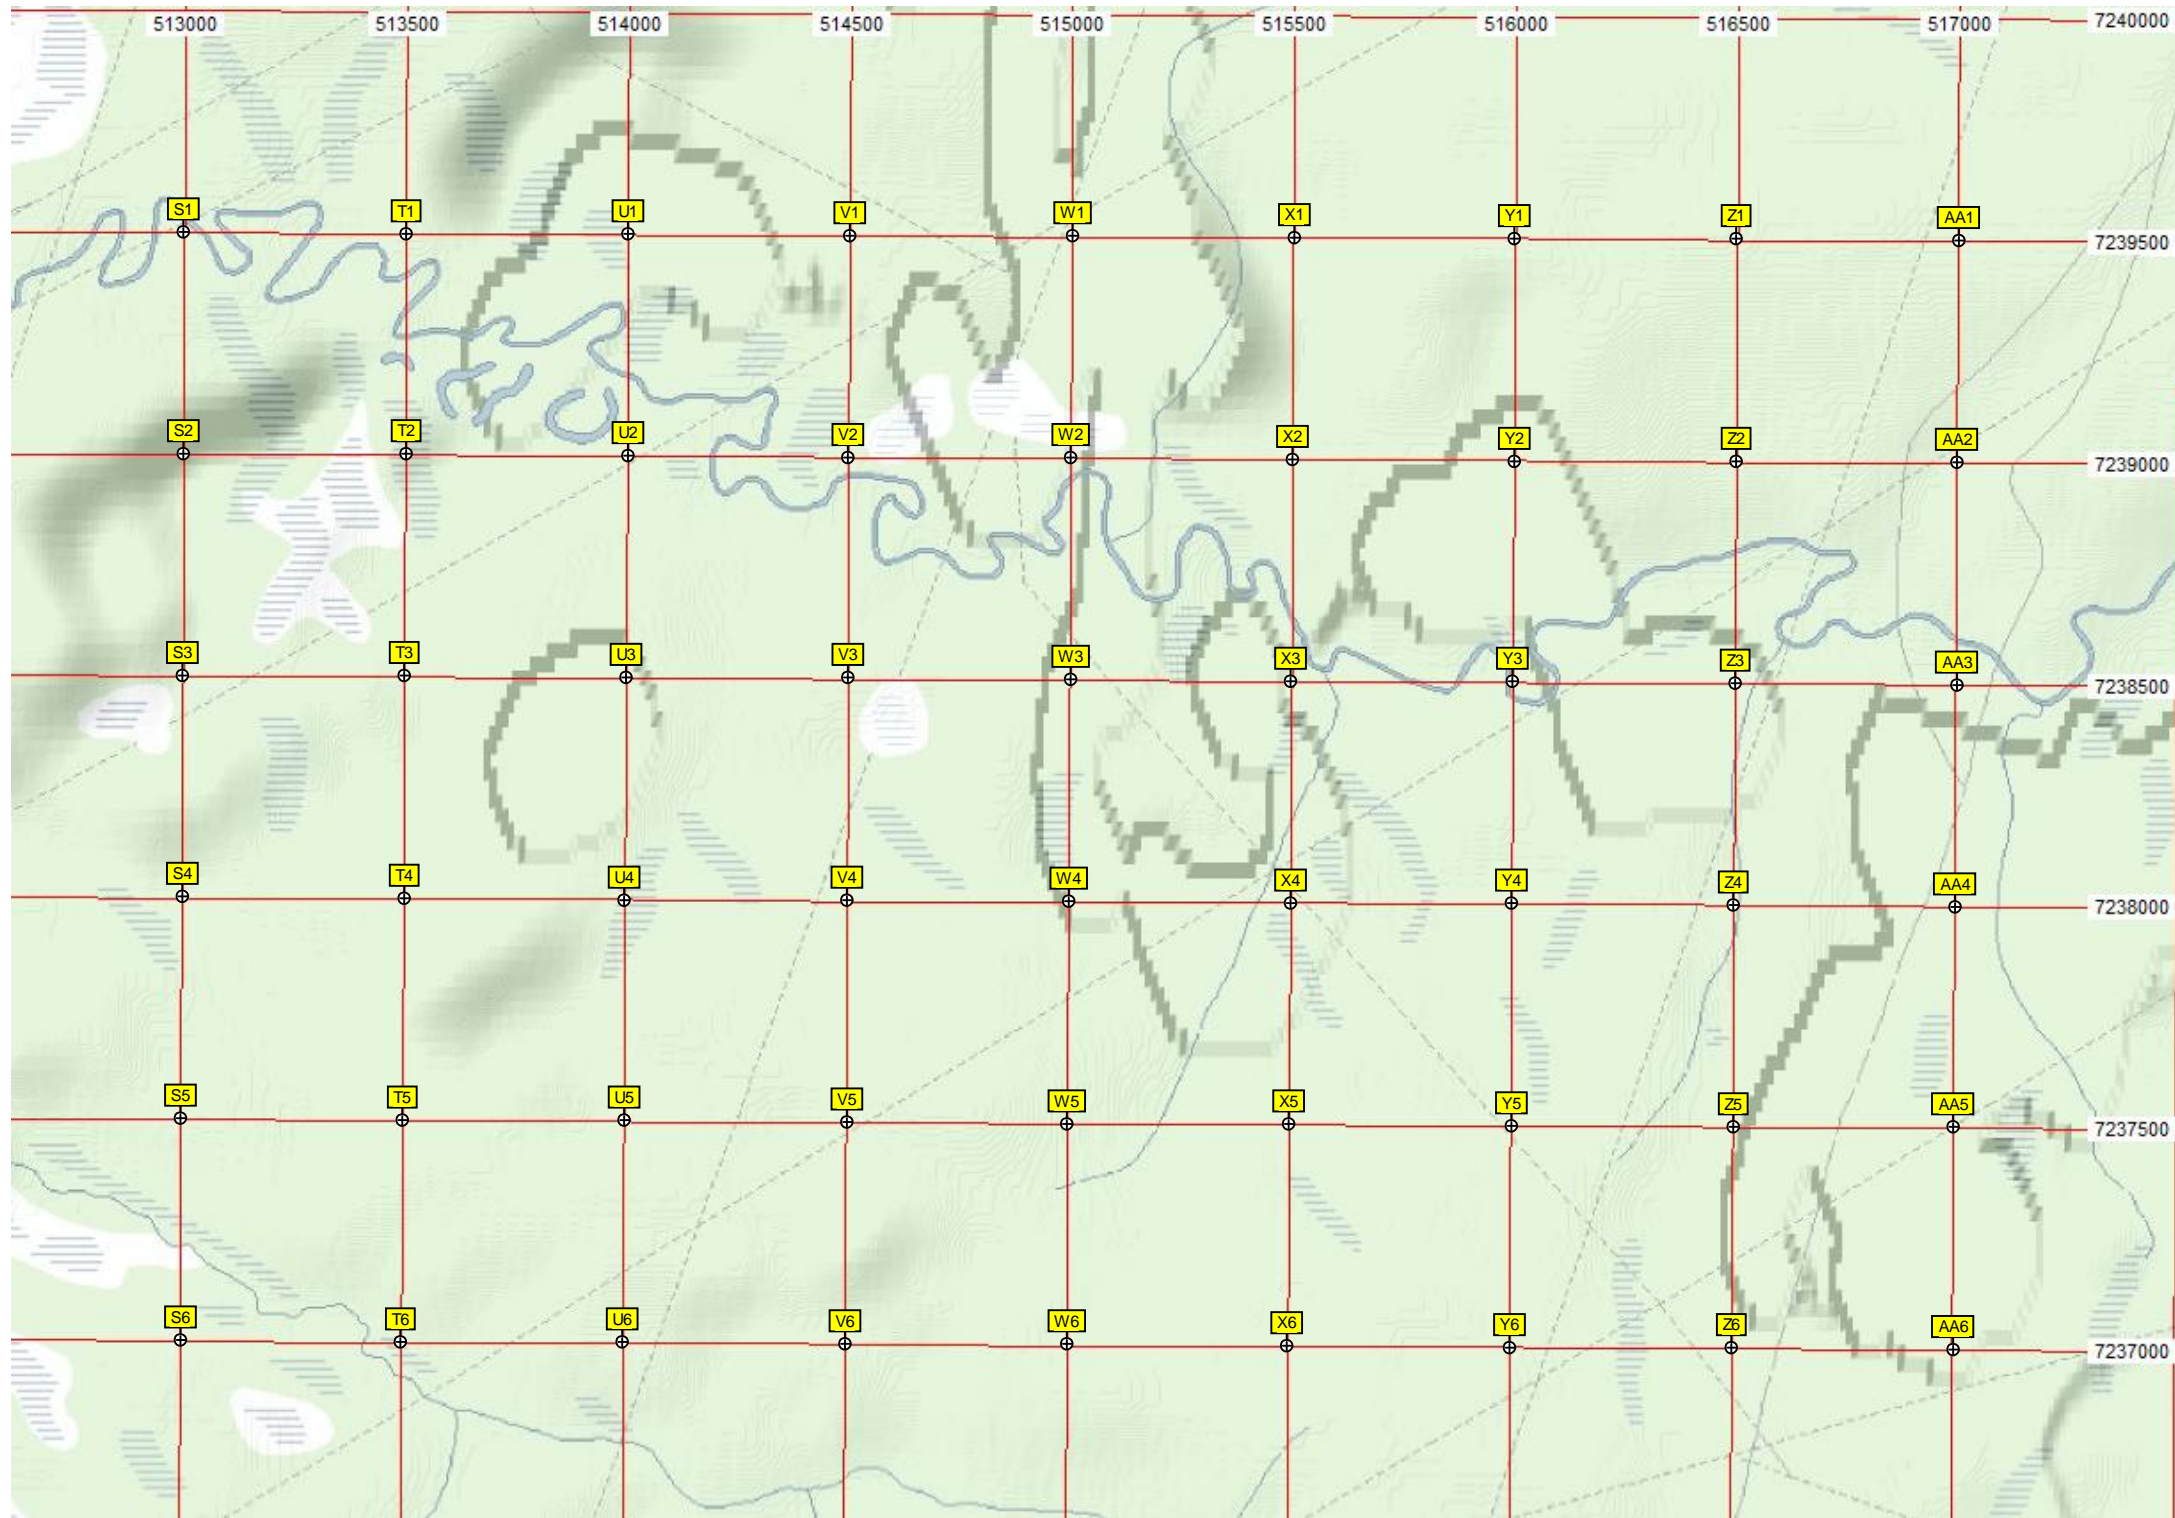 513000 513500 514000 514500 515000 515500 516000 516500 517000 7240000
S1 T1 U1 V1 W1 X1 Y1 Z1 AA1
7239500
S2 T2 U2 V2 W2 X2 Y2 Z2 AA2
7239000
S3 T3 U3 V3 W3 X3 Y3 Z3 AA3
7238500
S4 T4 U4 V4 W4 X4 Y4 Z4 AA4
7238000
S5 T5 U5 V5 W5 X5 Y5 Z5 AA5
7237500
S6 T6 U6 V6 W6 X6 Y6 Z6 AA6
7237000